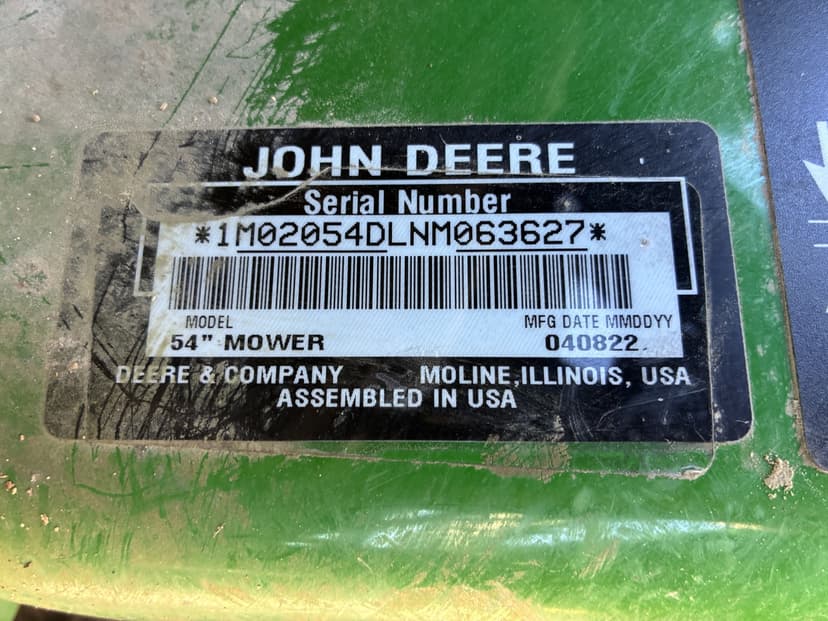 JOHN DEERE
Serial Number
*1M02054DLNM063627*
MODEL MFG DATE MMDDYY
54" MOWER 040822
DEERE & COMPANY MOLINE, ILLINOIS, USA
ASSEMBLED IN USA